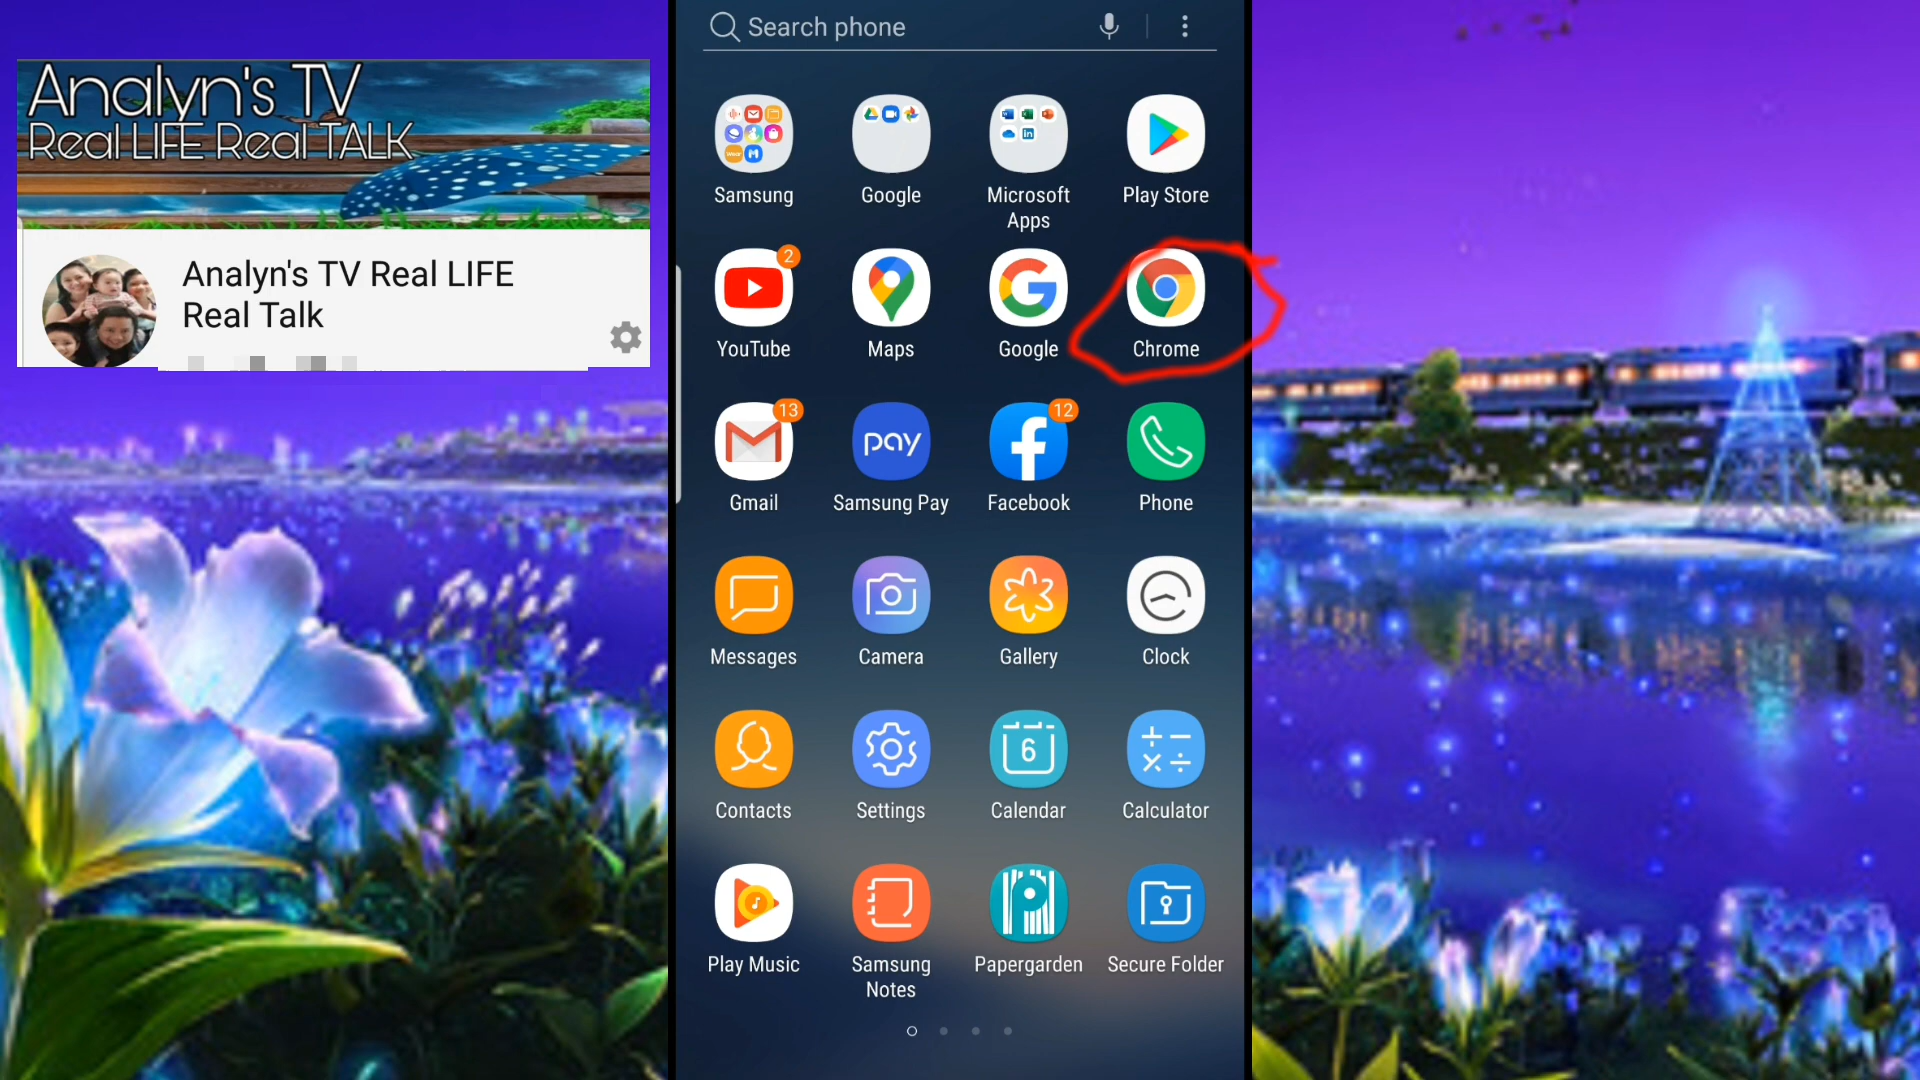 Analyn's TV
Real LIFE Real TALK
Analyn's TV Real LIFE
Real Talk
Search phone
Samsung
Google
Microsoft
Apps
Play Store
2
YouTube
Maps
Google
Chrome
13
pay
12
Gmail
Samsung Pay
Facebook
Phone
Messages
Camera
Gallery
Clock
6
Contacts
Settings
Calendar
Calculator
Play Music
Samsung
Notes
Papergarden
Secure Folder